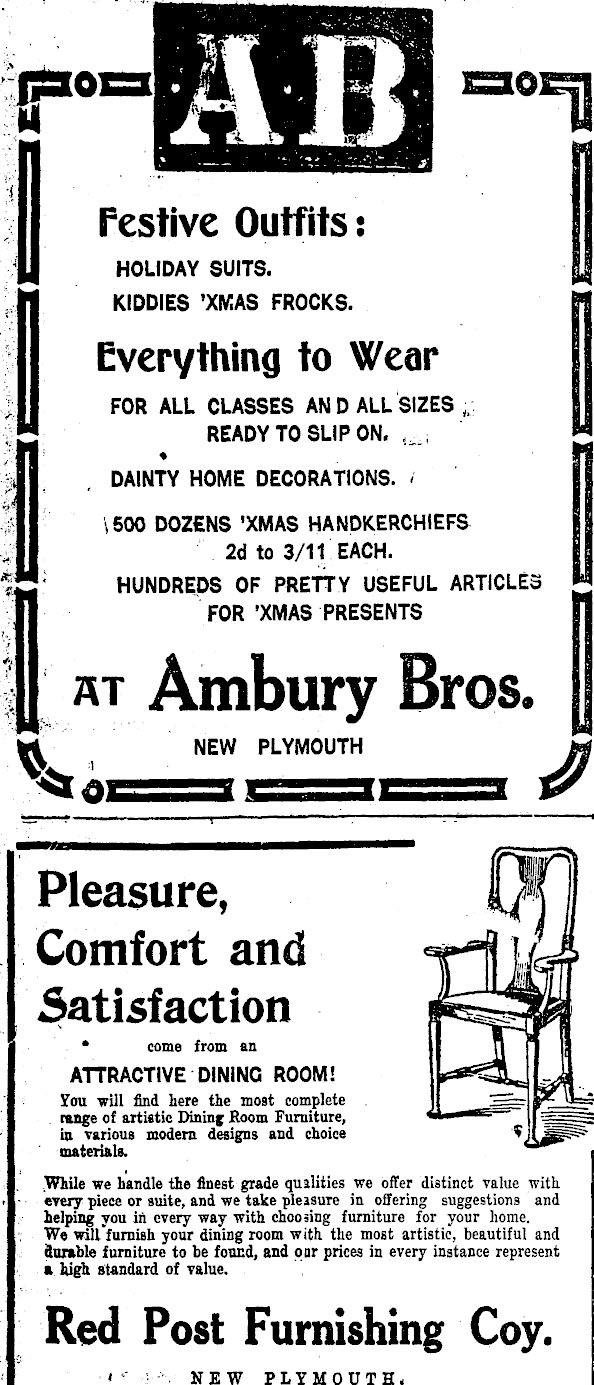 AB
Festive Outfits:
HOLIDAY SUITS.
KIDDIES 'XMAS FROCKS.
Everything to Wear
FOR ALL CLASSES AND ALL SIZES
READY TO SLIP ON.
DAINTY HOME DECORATIONS.
500 DOZENS 'XMAS HANDKERCHIEFS
2d to 3/11 EACH.
HUNDREDS OF PRETTY USEFUL ARTICLES
FOR 'XMAS PRESENTS
AT Ambury Bros.
NEW PLYMOUTH
Pleasure,
Comfort and
Satisfaction
come from an
ATTRACTIVE DINING ROOM!
You will find here the most complete
range of artistic Dining Room Furniture,
in various modern designs and choice
materials.
While we handle the finest grade qualities we offer distinct value with
every piece or suite, and we take pleasure in offering suggestions and
helping you in every way with choosing furniture for your home.
We will furnish your dining room with the most artistic, beautiful and
durable furniture to be found, and our prices in every instance represent
a high standard of value.
Red Post Furnishing Coy.
NEW PLYMOUTH.